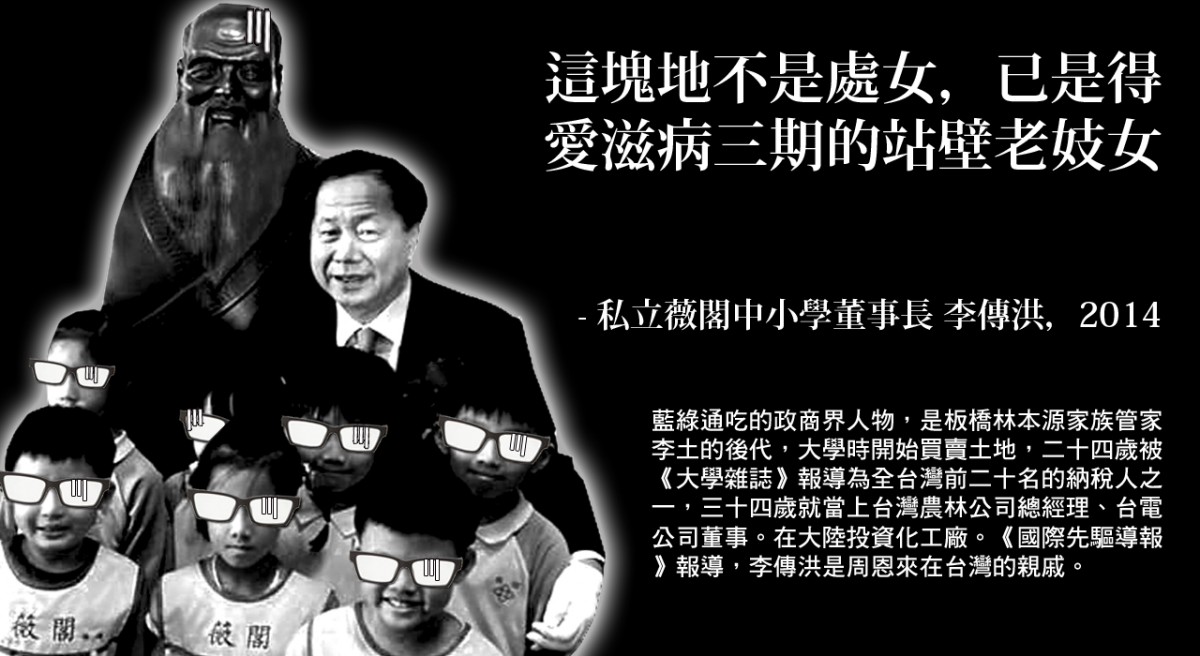 這塊地不是處女，已是得
愛滋病三期的站壁老妓女
- 私立薇閣中小學董事長 李傳洪，2014
藍綠通吃的政商界人物，是板橋林本源家族管家
李土的後代，大學時開始買賣土地，二十四歲被
《大學雜誌》報導為全台灣前二十名的納稅人之
一，三十四歲就當上台灣農林公司總經理、台電
公司董事。在大陸投資化工廠。《國際先驅導報
》報導，李傳洪是周恩來在台灣的親戚。
薇閣
薇閣